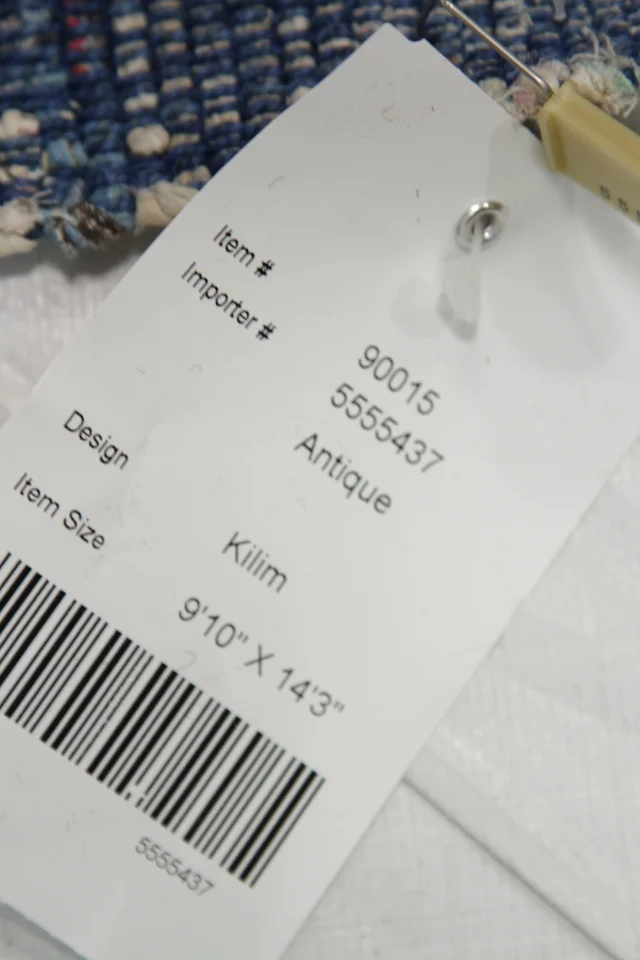 Item # 90015
Importer # 5555437
Antique
Design Kilim
Item Size 9'10" X 14'3"
5555437